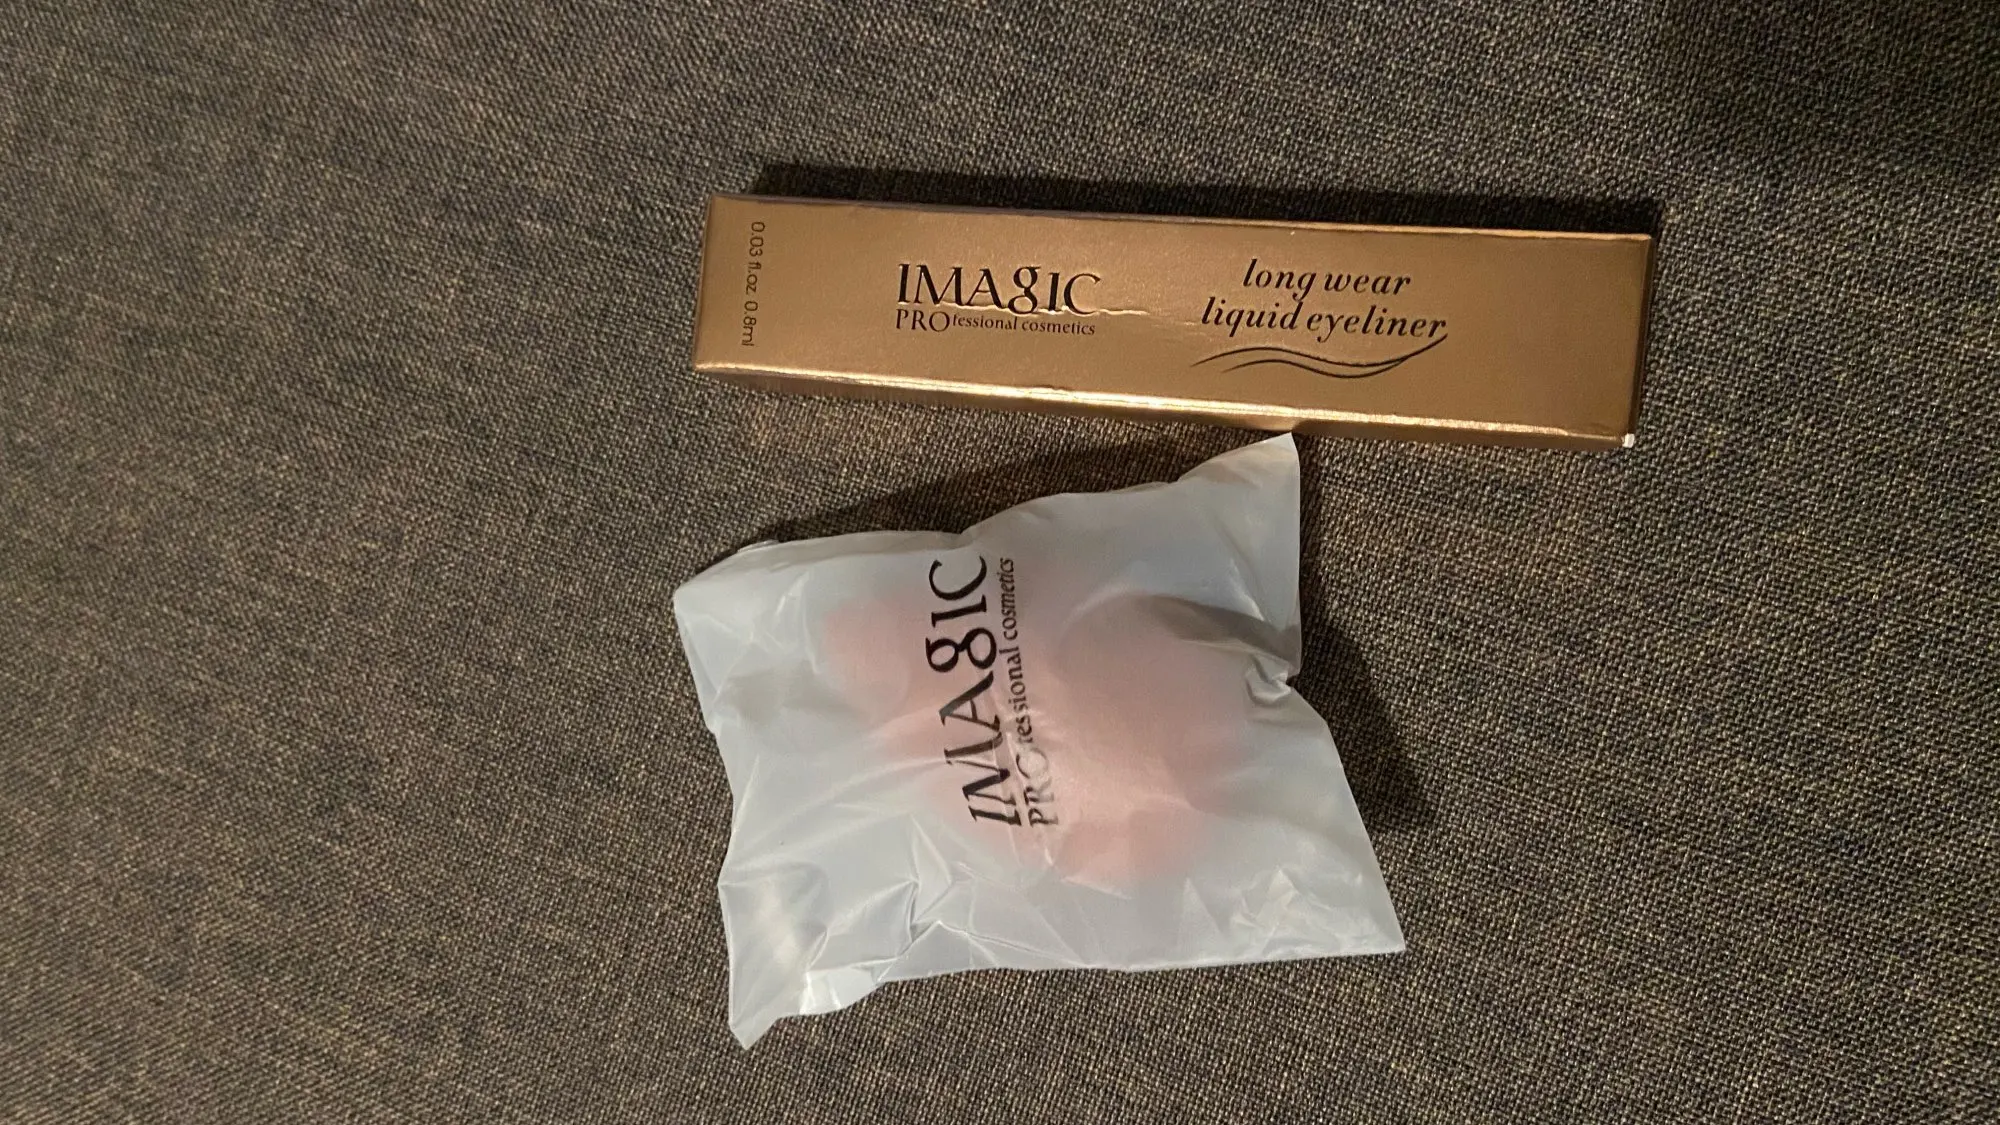 0.03 fl.oz 0.8ml
IMAgIC
PROfessional cosmetics
long wear
liquid eyeliner
IMAgIC
PROfessional cosmetics